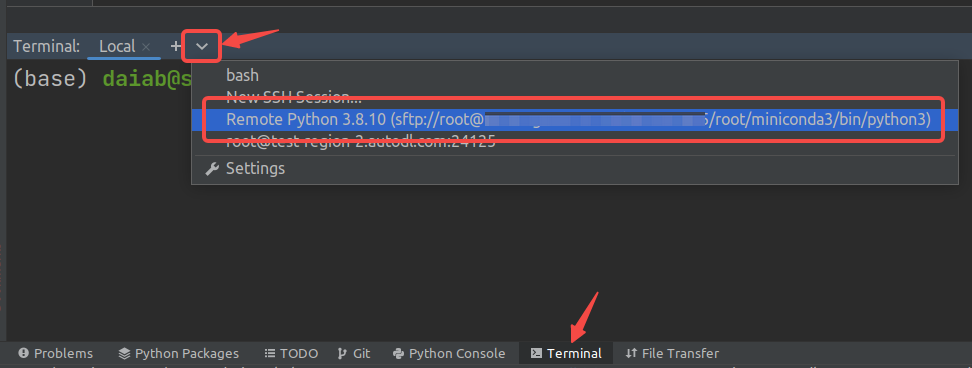 Terminal: Local × +
(base) daiab@s
bash
New SSH Session...
Remote Python 3.8.10 (sftp://root@ 5/root/miniconda3/bin/python3)
root@test-region-2.autodl.com:24125
Settings
Problems Python Packages TODO Git Python Console Terminal File Transfer